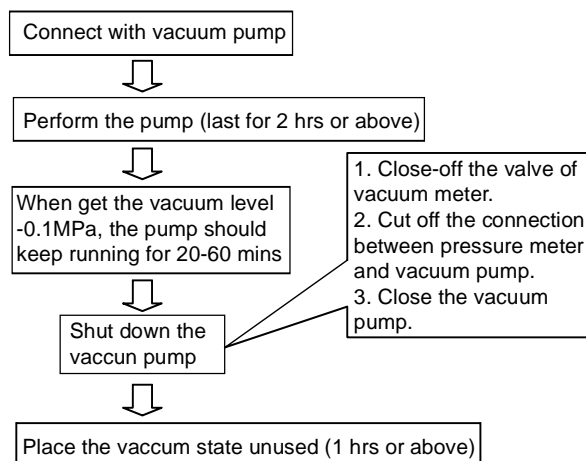 Connect with vacuum pump
Perform the pump (last for 2 hrs or above)
When get the vacuum level
-0.1MPa, the pump should
keep running for 20-60 mins
Shut down the
vaccun pump
1. Close-off the valve of
vacuum meter.
2. Cut off the connection
between pressure meter
and vacuum pump.
3. Close the vacuum
pump.
Place the vaccum state unused (1 hrs or above)